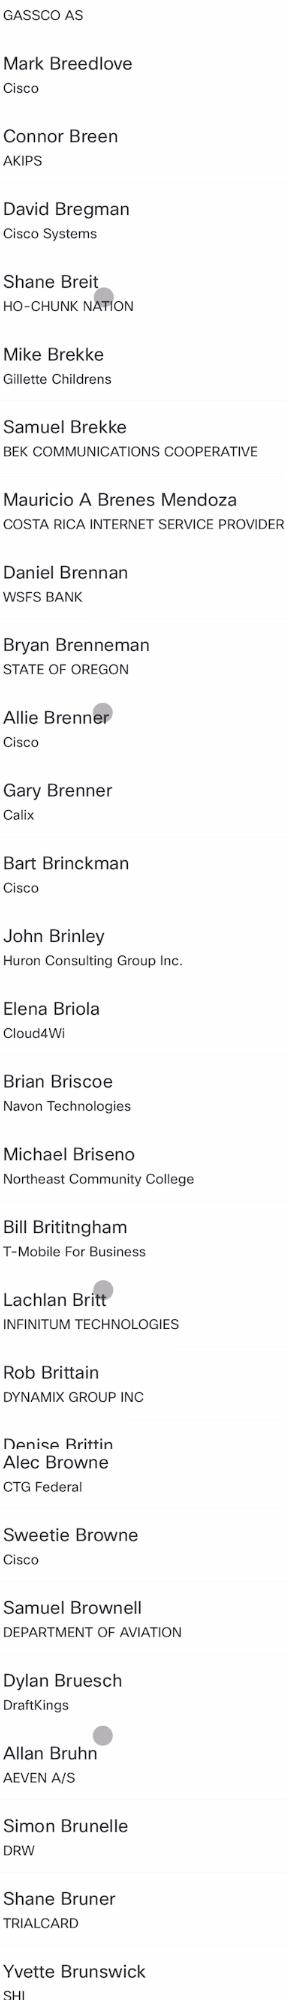 GASSCO AS
Mark Breedlove
Cisco
Connor Breen
AKIPS
David Bregman
Cisco Systems
Shane Breit
HO-CHUNK NATION
Mike Brekke
Gillette Childrens
Samuel Brekke
BEK COMMUNICATIONS COOPERATIVE
Mauricio A Brenes Mendoza
COSTA RICA INTERNET SERVICE PROVIDER
Daniel Brennan
WSFS BANK
Bryan Brenneman
STATE OF OREGON
Allie Brenner
Cisco
Gary Brenner
Calix
Bart Brinckman
Cisco
John Brinley
Huron Consulting Group Inc.
Elena Briola
Cloud4Wi
Brian Briscoe
Navon Technologies
Michael Briseno
Northeast Community College
Bill Brititngham
T-Mobile For Business
Lachlan Britt
INFINITUM TECHNOLOGIES
Rob Brittain
DYNAMIX GROUP INC
Denise Brittin
Alec Browne
CTG Federal
Sweetie Browne
Cisco
Samuel Brownell
DEPARTMENT OF AVIATION
Dylan Bruesch
DraftKings
Allan Bruhn
AEVEN A/S
Simon Brunelle
DRW
Shane Bruner
TRIALCARD
Yvette Brunswick
SHI